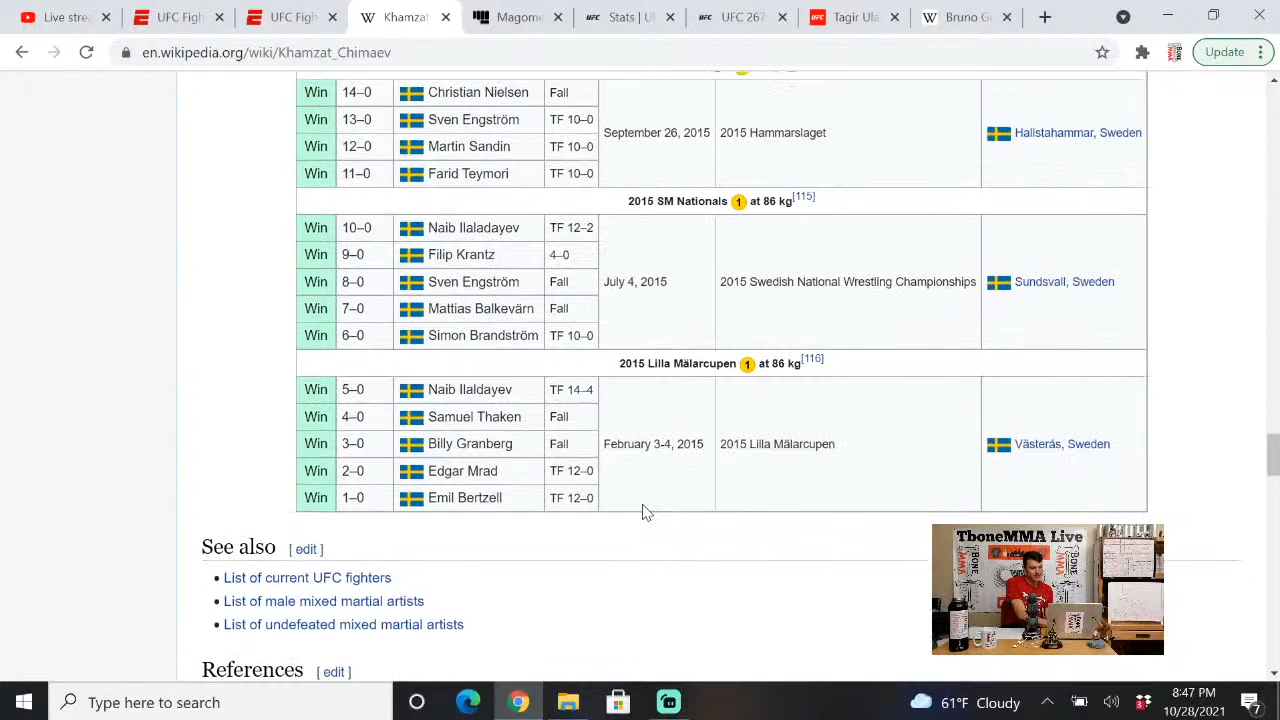 Live stre
UFC Figh
UFC Figh
Khamzat
Magome
Stats | U
UFC 267
Tagir Ula
Bruno G
en.wikipedia.org/wiki/Khamzat_Chimaev
Update
Win 14–0 Christian Nielsen Fall
Win 13–0 Sven Engström TF 10–0
September 26, 2015 2015 Hammarslaget Hallstahammar, Sweden
Win 12–0 Martin Sandin TF 10–0
Win 11–0 Farid Teymori TF 10–0
2015 SM Nationals 1 at 86 kg[115]
Win 10–0 Naib Ilaladayev TF 12–2
Win 9–0 Filip Krantz 4–0
Win 8–0 Sven Engström Fall July 4, 2015 2015 Swedish National Wrestling Championships Sundsvall, Sweden
Win 7–0 Mattias Balkevärn Fall
Win 6–0 Simon Brandström TF 10–0
2015 Lilla Mälarcupen 1 at 86 kg[116]
Win 5–0 Naib Ilaldayev TF 14–4
Win 4–0 Samuel Thaken Fall
Win 3–0 Billy Granberg Fall February 3-4, 2015 2015 Lilla Mälarcupen Västerås, Sweden
Win 2–0 Edgar Mrad TF 12–0
Win 1–0 Emil Bertzell TF 12–0
See also [ edit ]
List of current UFC fighters
List of male mixed martial artists
List of undefeated mixed martial artists
References [ edit ]
TboneMMA Live
Type here to search
61°F Cloudy
3
8:47 PM
10/28/2021
7